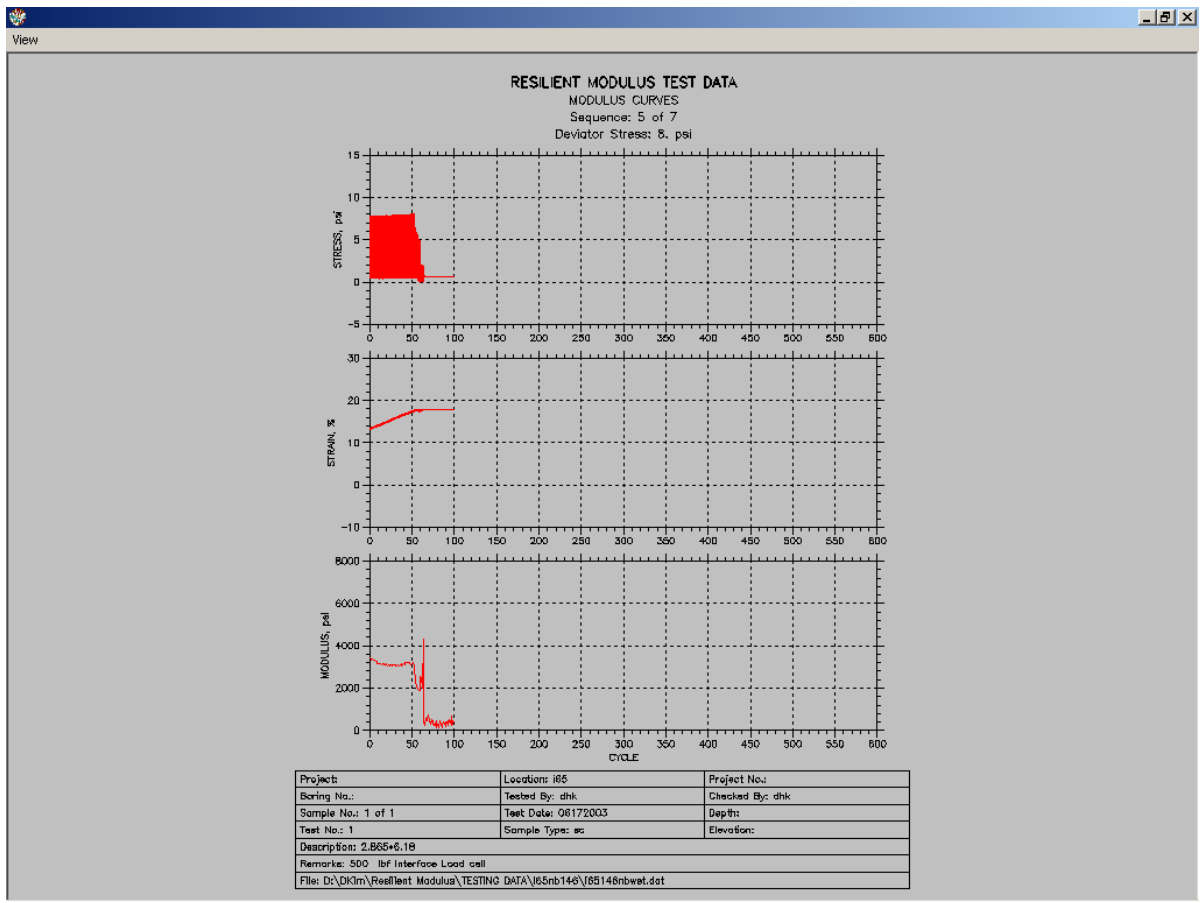 View
RESILIENT MODULUS TEST DATA
MODULUS CURVES
Sequence: 5 of 7
Deviator Stress: 8. psi
15
10
5
0
-5
STRESS, psi
0 50 100 150 200 250 300 350 400 450 500 550 600
30
20
10
0
-10
STRAIN, %
0 50 100 150 200 250 300 350 400 450 500 550 600
8000
6000
4000
2000
0
MODULUS, psi
0 50 100 150 200 250 300 350 400 450 500 550 600
CYCLE
Project: Location: i65 Project No.:
Boring No.: Tested By: dhk Checked By: dhk
Sample No.: 1 of 1 Test Date: 06172003 Depth:
Test No.: 1 Sample Type: sc Elevation:
Description: 2.865*6.18
Remarks: 500 lbf Interface Load cell
File: D:\DKim\Resilient Modulus\TESTING DATA\I65nb146\I65146nbwet.dat